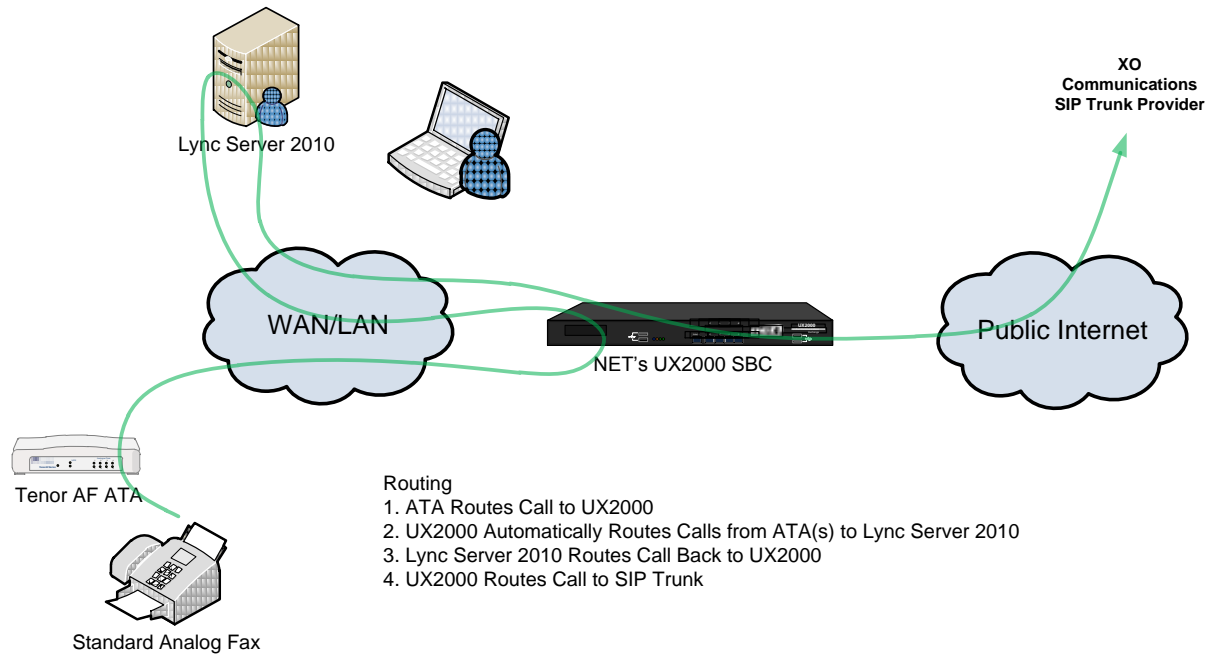 XO
Communications
SIP Trunk Provider
Lync Server 2010
WAN/LAN
UX2000
NET's UX2000 SBC
Public Internet
Tenor AF ATA
Standard Analog Fax
Routing
1. ATA Routes Call to UX2000
2. UX2000 Automatically Routes Calls from ATA(s) to Lync Server 2010
3. Lync Server 2010 Routes Call Back to UX2000
4. UX2000 Routes Call to SIP Trunk